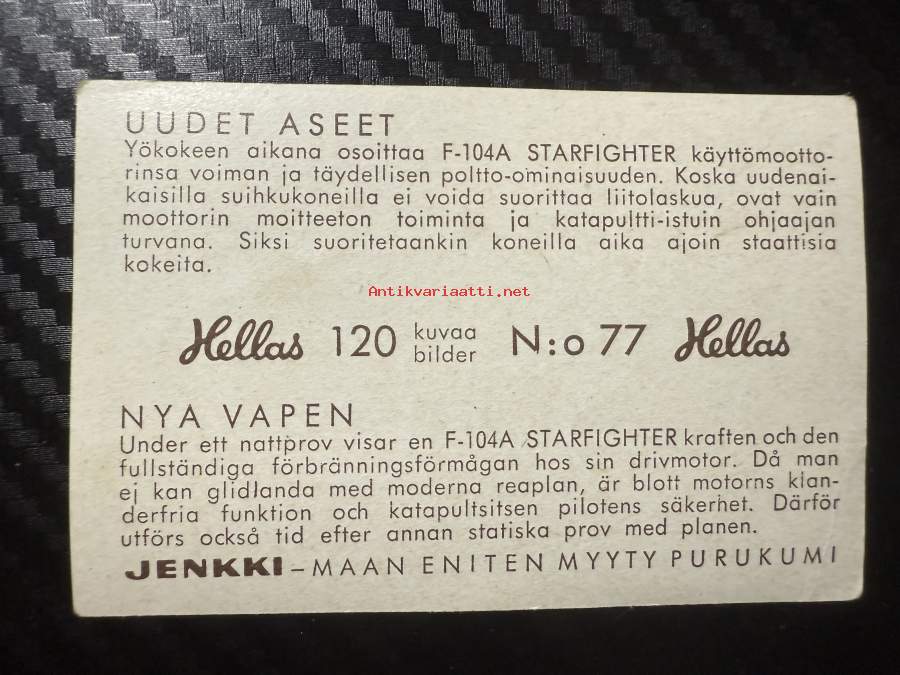 UUDET ASEET
Yökokeen aikana osoittaa F-104A STARFIGHTER käyttömootto-
rinsa voiman ja täydellisen poltto-ominaisuuden. Koska uudenai-
kaisilla suihkukoneilla ei voida suorittaa liitolaskua, ovat vain
moottorin moitteeton toiminta ja katapultti-istuin ohjaajan
turvana. Siksi suoritetaankin koneilla aika ajoin staattisia
kokeita.
Antikvariaatti.net
Hellas 120 kuvaa bilder N:o 77 Hellas
NYA VAPEN
Under ett nattprov visar en F-104A STARFIGHTER kraften och den
fullständiga förbränningsförmågan hos sin drivmotor. Då man
ej kan glidlanda med moderna reaplan, är blott motorns klan-
derfria funktion och katapultsitsen pilotens säkerhet. Därför
utförs också tid efter annan statiska prov med planen.
JENKKI – MAAN ENITEN MYYTY PURUKUMI